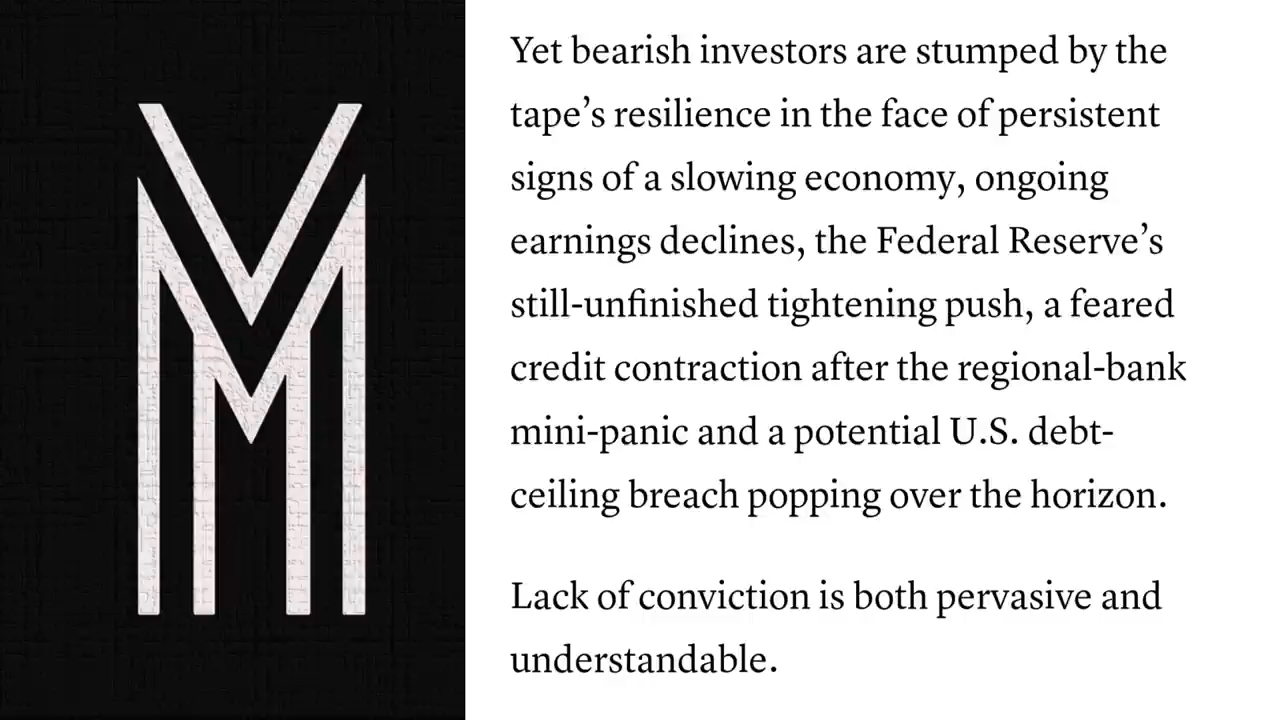 Yet bearish investors are stumped by the
tape’s resilience in the face of persistent
signs of a slowing economy, ongoing
earnings declines, the Federal Reserve’s
still-unfinished tightening push, a feared
credit contraction after the regional-bank
mini-panic and a potential U.S. debt-
ceiling breach popping over the horizon.
Lack of conviction is both pervasive and
understandable.